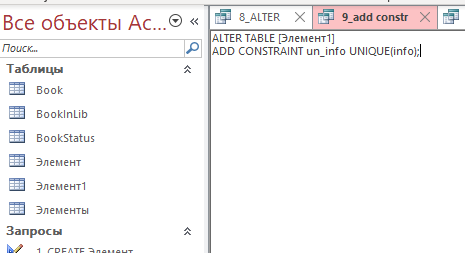 Все объекты Ac...
Поиск...
Таблицы
Book
BookInLib
BookStatus
Элемент
Элемент1
Элементы
Запросы
1_CREATE Элемент
8_ALTER
9_add constr
ALTER TABLE [Элемент1]
ADD CONSTRAINT un_info UNIQUE(info);